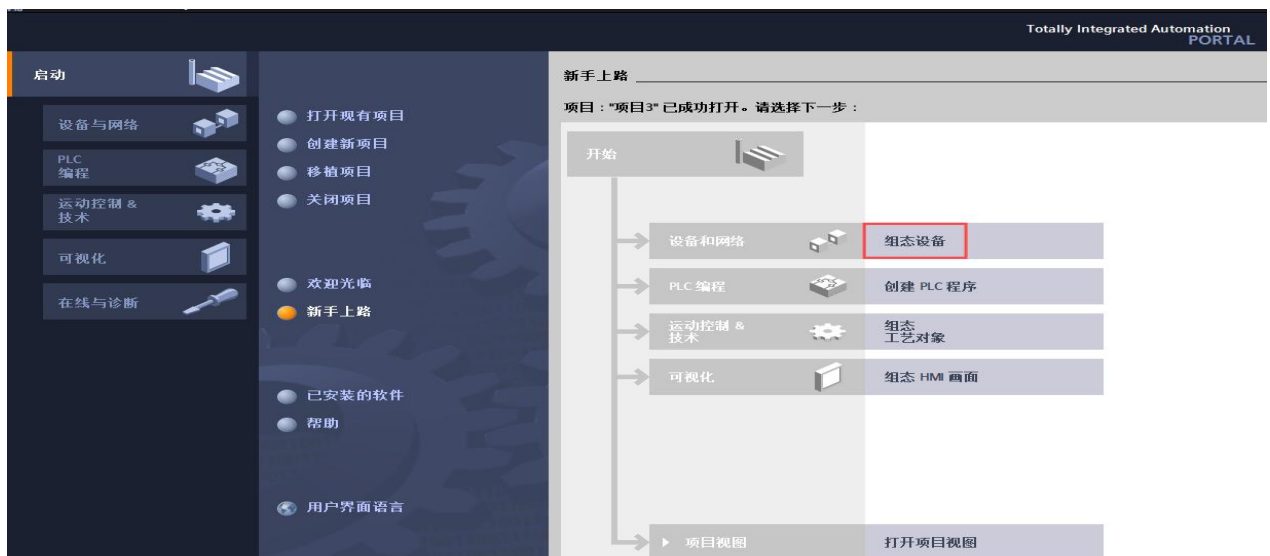 Totally Integrated Automation
PORTAL
启动
设备与网络
PLC
编程
运动控制 &
技术
可视化
在线与诊断
打开现有项目
创建新项目
移植项目
关闭项目
欢迎光临
新手上路
已安装的软件
帮助
用户界面语言
新手上路
项目："项目3" 已成功打开。请选择下一步：
开始
设备和网络
组态设备
PLC 编程
创建 PLC 程序
运动控制 &
技术
组态
工艺对象
可视化
组态 HMI 画面
项目视图
打开项目视图